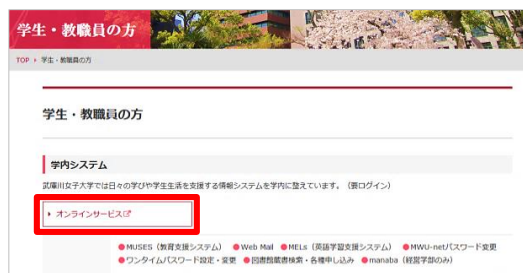 学生・教職員の方
TOP › 学生・教職員の方
学生・教職員の方
学内システム
武庫川女子大学では日々の学びや学生生活を支援する情報システムを学内に整えています。（要ログイン）
オンラインサービス
●MUSES（教育支援システム） ●Web Mail ●MELs（英語学習支援システム） ●MWU-netパスワード変更
●ワンタイムパスワード設定・変更 ●図書館蔵書検索・各種申し込み ●manaba（経営学部のみ）